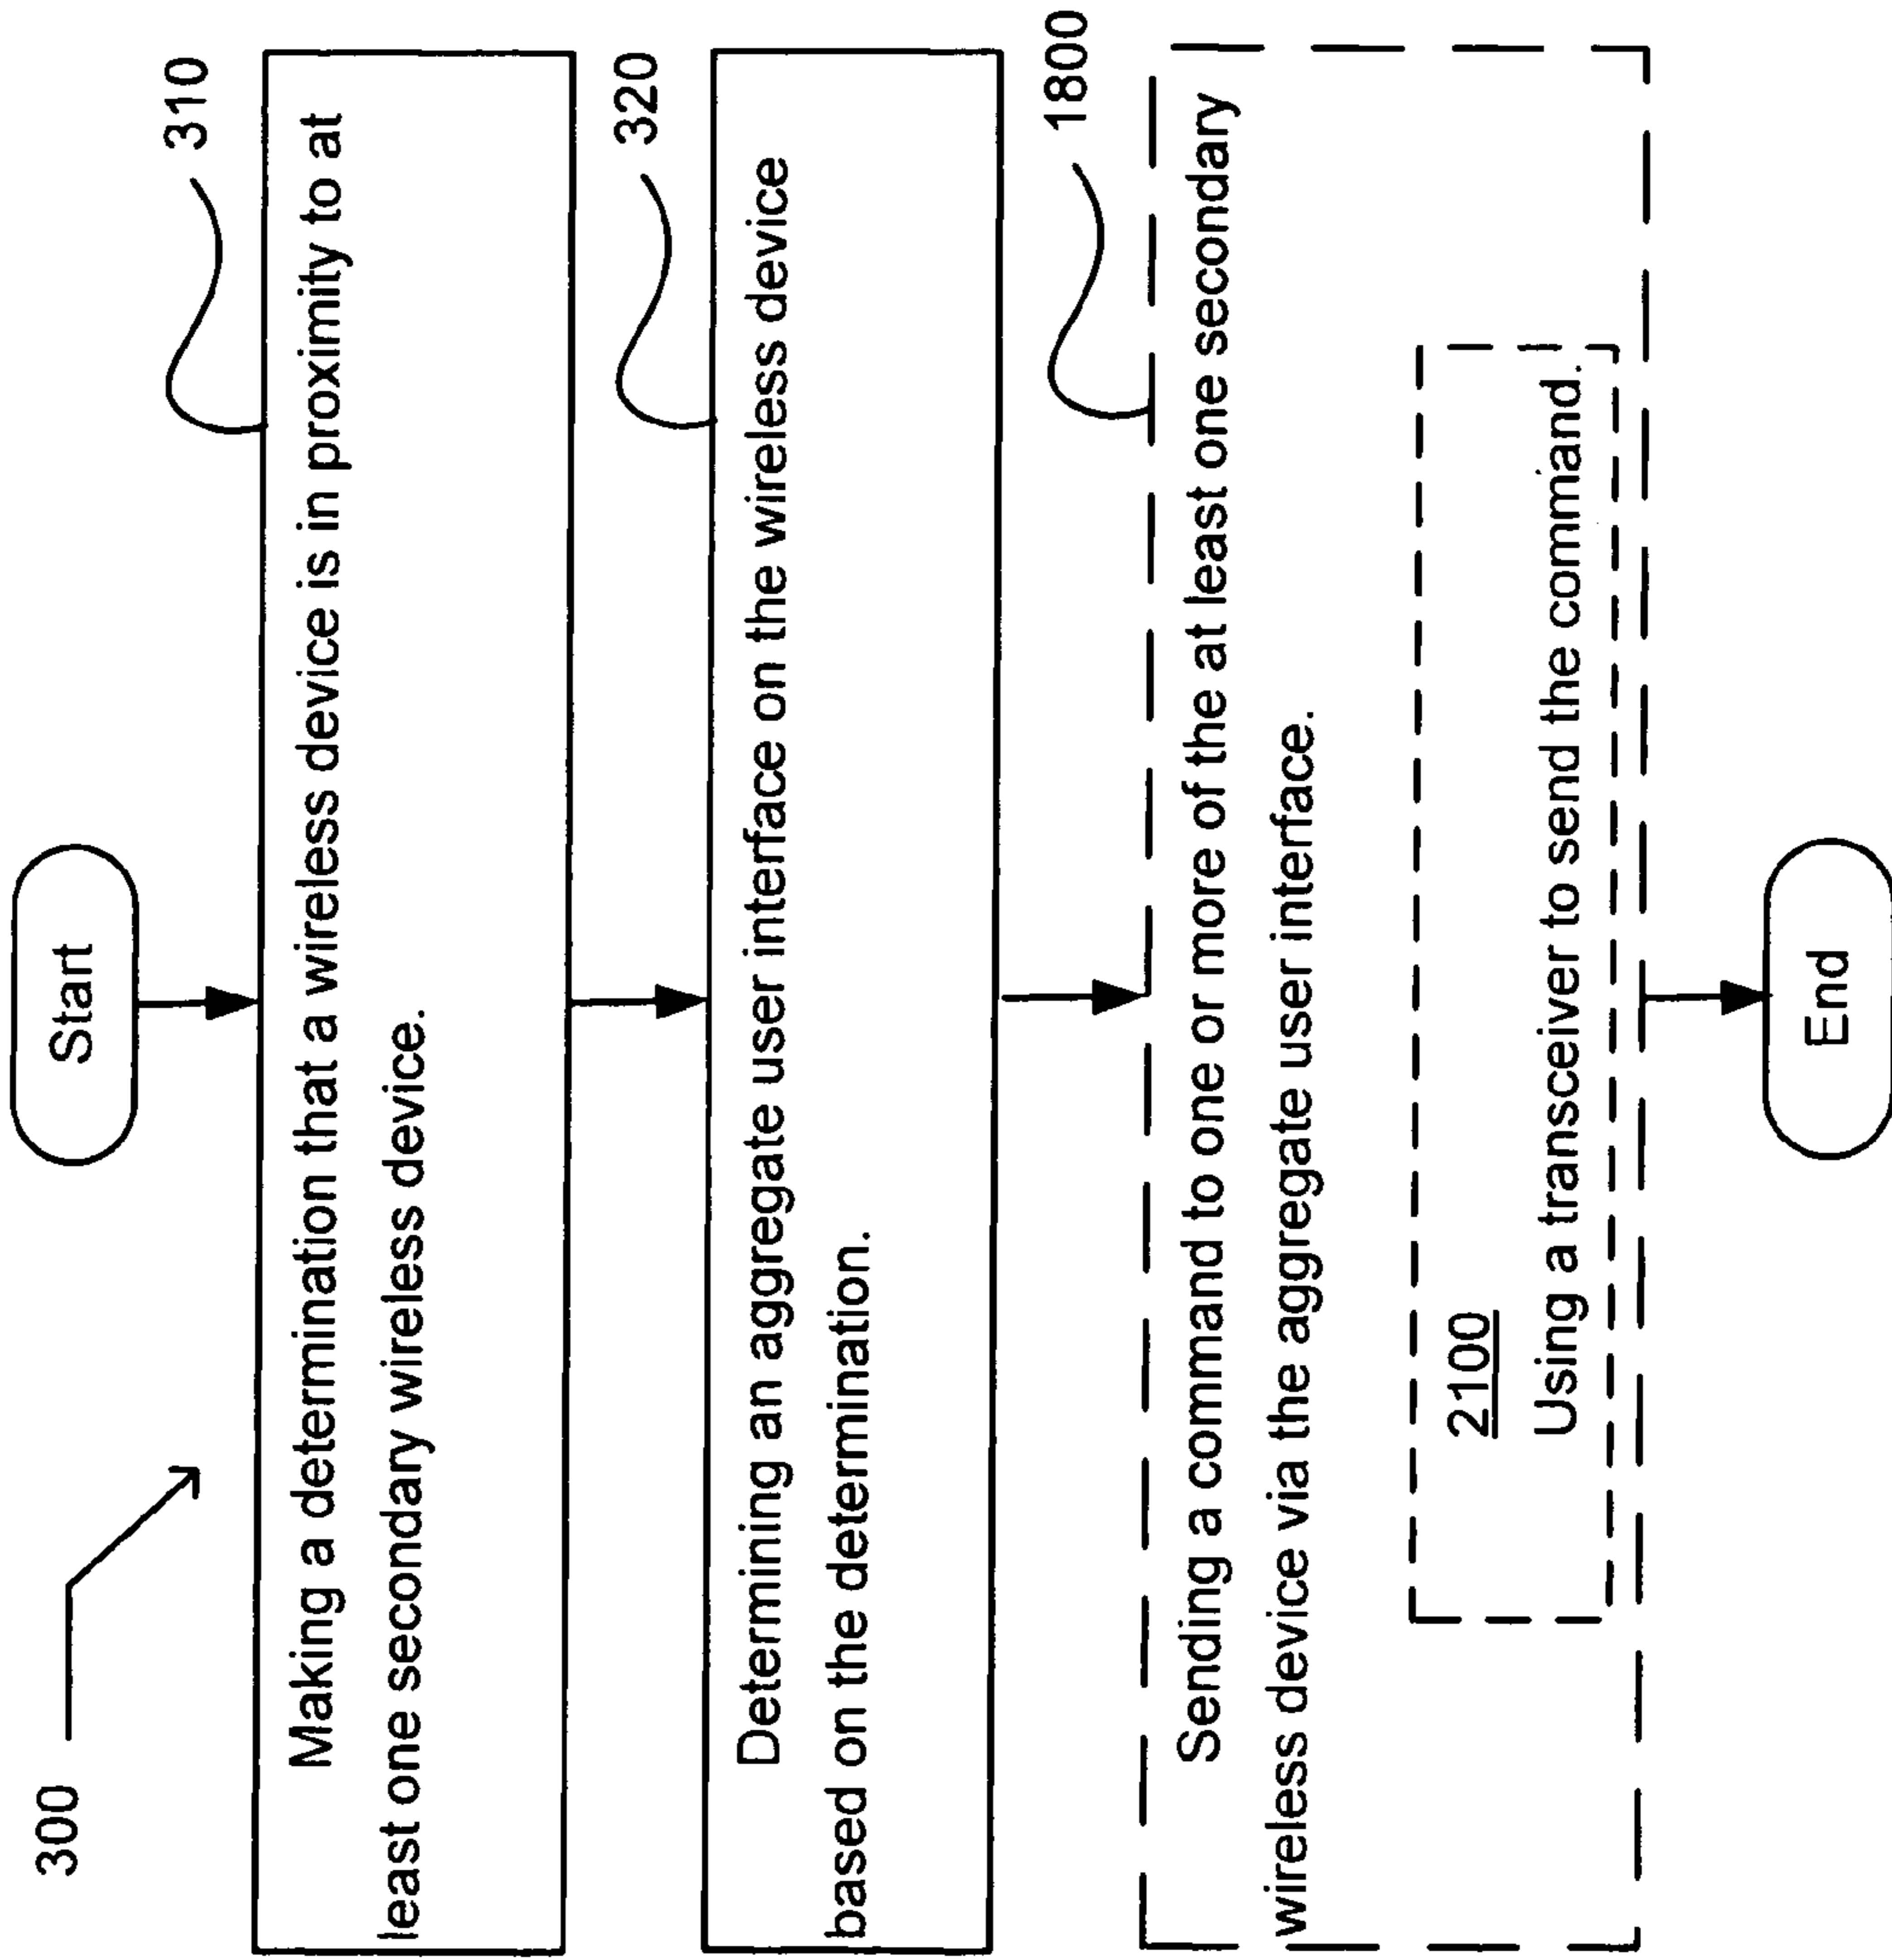 300
Start
310
Making a determination that a wireless device is in proximity to at
least one secondary wireless device.
320
Determining an aggregate user interface on the wireless device
based on the determination.
1800
Sending a command to one or more of the at least one secondary
wireless device via the aggregate user interface.
2100
Using a transceiver to send the command.
End